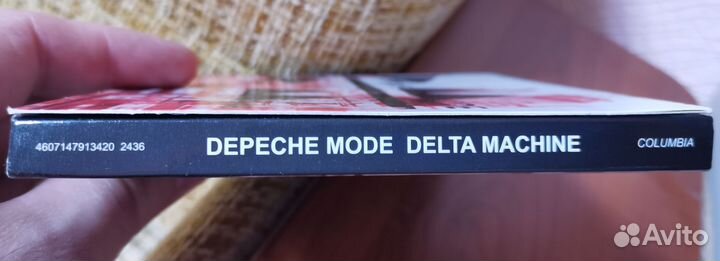 4607147913420 2436 DEPECHE MODE DELTA MACHINE COLUMBIA
Avito